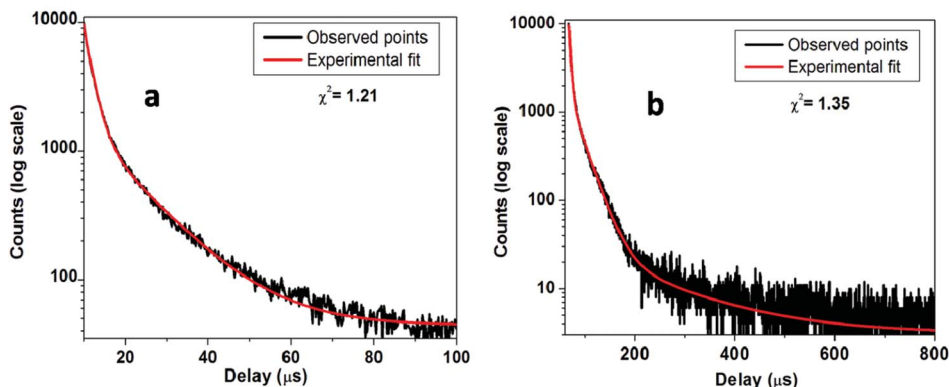 10000
1000
100
Counts (log scale)
Observed points
Experimental fit
χ²= 1.21
a
20 40 60 80 100
Delay (μs)
10000
1000
100
10
Counts (log scale)
Observed points
Experimental fit
χ²= 1.35
b
200 400 600 800
Delay (μs)